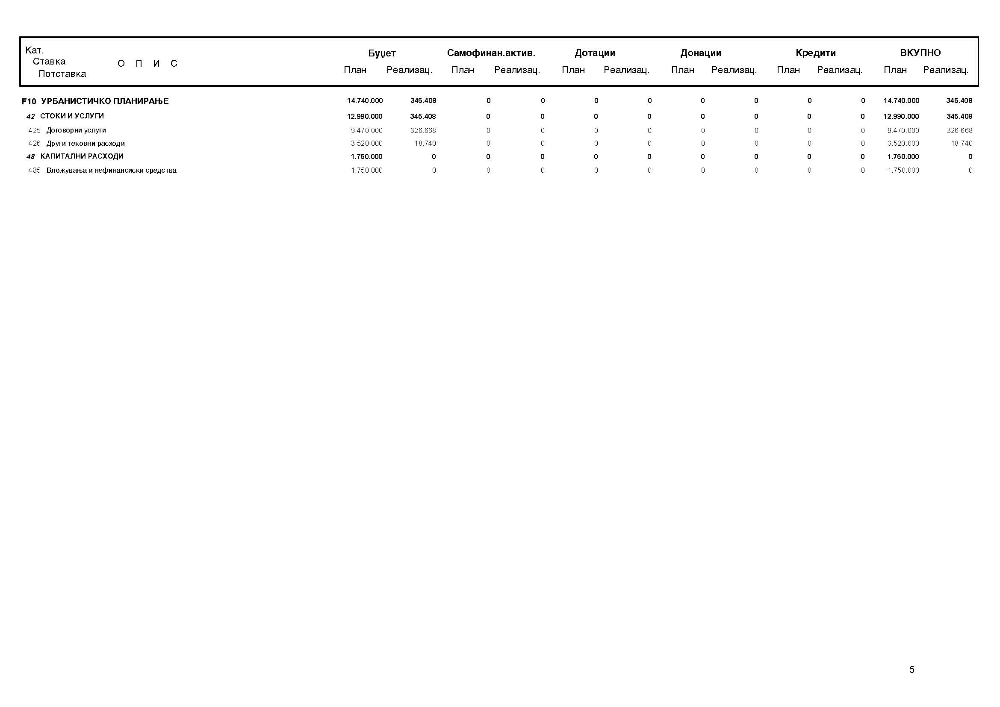 Кат.
Ставка
Потставка
О П И С
Буџет Самофинан.актив. Дотации Донации Кредити ВКУПНО
План Реализац. План Реализац. План Реализац. План Реализац. План Реализац. План Реализац.
F10 УРБАНИСТИЧКО ПЛАНИРАЊЕ 14.740.000 345.408 0 0 0 0 0 0 0 0 14.740.000 345.408
42 СТОКИ И УСЛУГИ 12.990.000 345.408 0 0 0 0 0 0 0 0 12.990.000 345.408
425 Договорни услуги 9.470.000 326.668 0 0 0 0 0 0 0 0 9.470.000 326.668
426 Други тековни расходи 3.520.000 18.740 0 0 0 0 0 0 0 0 3.520.000 18.740
48 КАПИТАЛНИ РАСХОДИ 1.750.000 0 0 0 0 0 0 0 0 0 1.750.000 0
485 Вложувања и нефинансиски средства 1.750.000 0 0 0 0 0 0 0 0 0 1.750.000 0
5